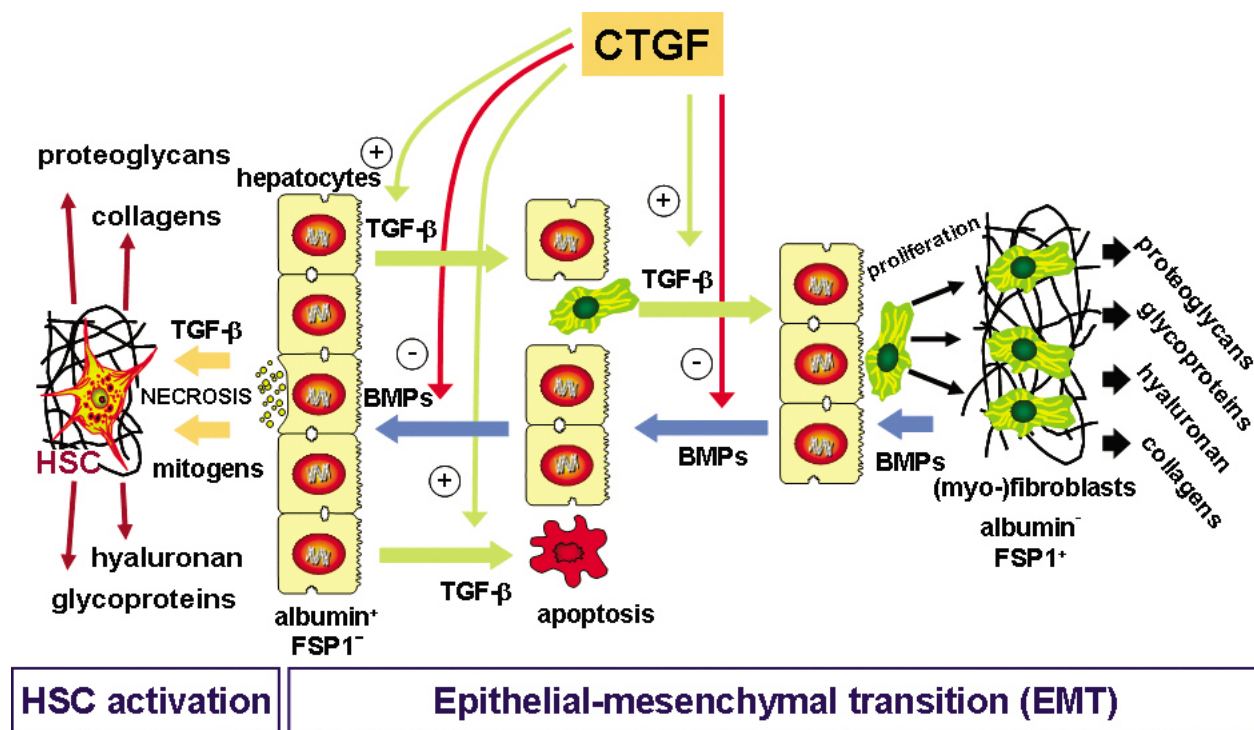 CTGF
proteoglycans
collagens
hepatocytes
+
TGF-β
+
TGF-β
proliferation
proteoglycans
glycoproteins
hyaluronan
collagens
TGF-β
NECROSIS
mitogens
HSC
-
BMPs
-
BMPs
BMPs
(myo-)fibroblasts
albumin⁻
FSP1⁺
+
hyaluronan
glycoproteins
TGF-β
albumin⁺
FSP1⁻
apoptosis
HSC activation
Epithelial-mesenchymal transition (EMT)